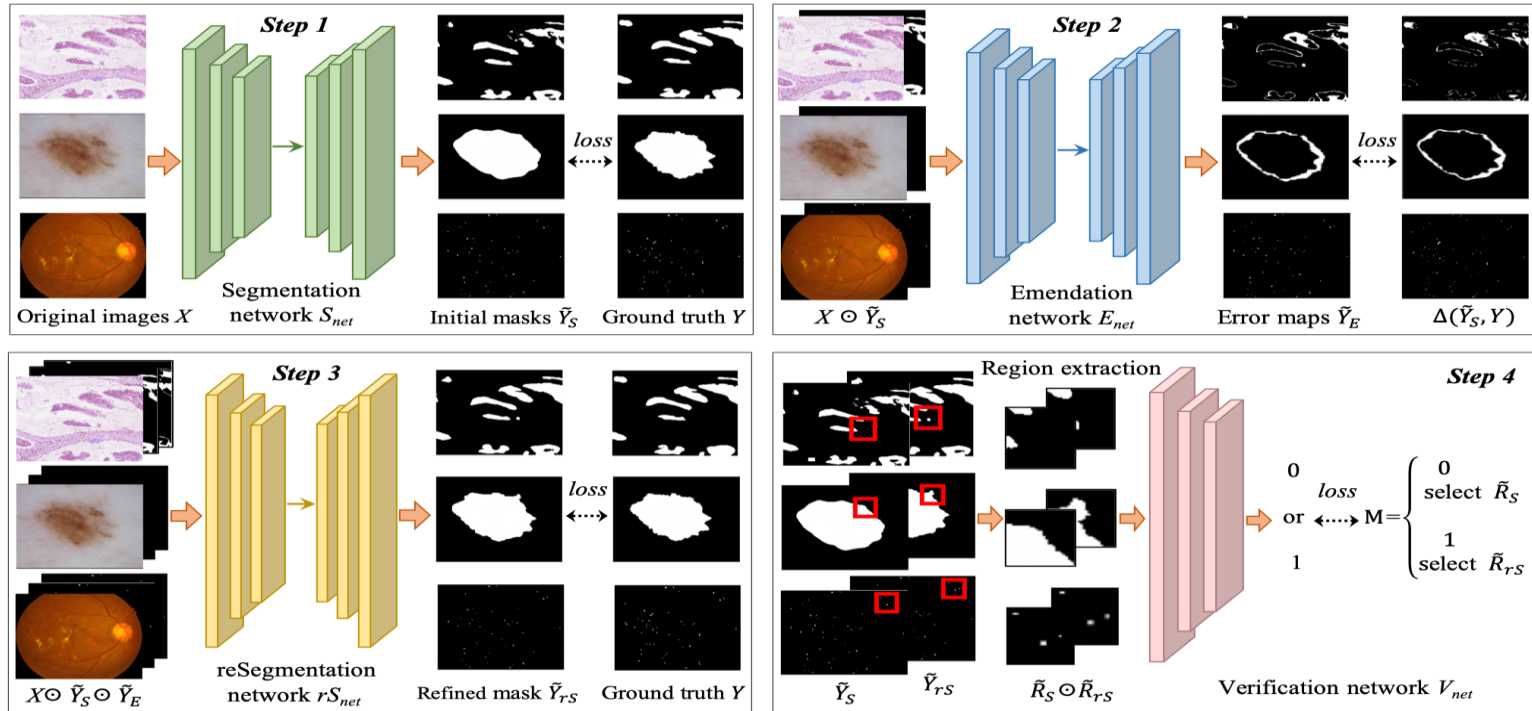 Step 1
loss
Segmentation
network S_net
Original images X
Initial masks Ỹ_S
Ground truth Y
Step 2
loss
Emendation
network E_net
X ⊙ Ỹ_S
Error maps Ỹ_E
Δ(Ỹ_S, Y)
Step 3
loss
reSegmentation
network rS_net
X⊙ Ỹ_S ⊙ Ỹ_E
Refined mask Ỹ_rS
Ground truth Y
Region extraction
Step 4
0
or
1
loss
M=
0
select R̃_S
1
select R̃_rS
Ỹ_S
Ỹ_rS
R̃_S⊙R̃_rS
Verification network V_net